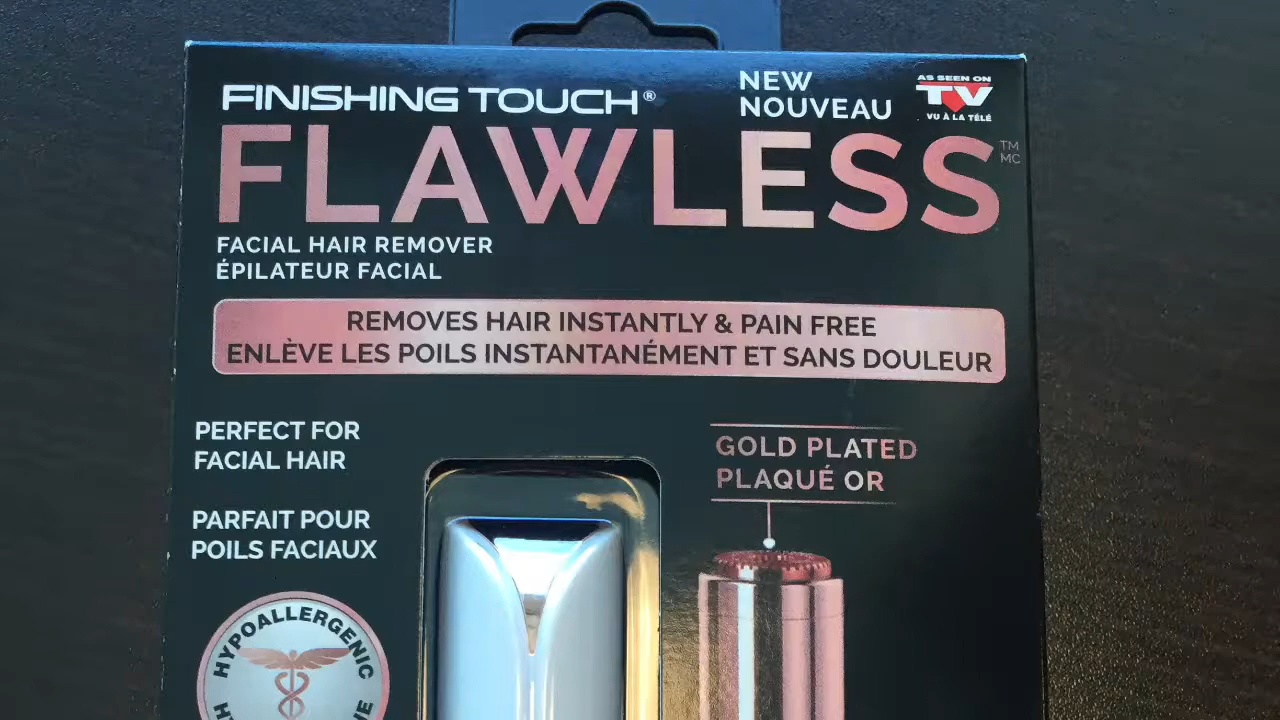 FINISHING TOUCH®
NEW
NOUVEAU
AS SEEN ON
TV
VU À LA TÉLÉ
FLAWLESS
TM
MC
FACIAL HAIR REMOVER
ÉPILATEUR FACIAL
REMOVES HAIR INSTANTLY & PAIN FREE
ENLÈVE LES POILS INSTANTANÉMENT ET SANS DOULEUR
PERFECT FOR
FACIAL HAIR
PARFAIT POUR
POILS FACIAUX
GOLD PLATED
PLAQUÉ OR
HYPOALLERGENIC